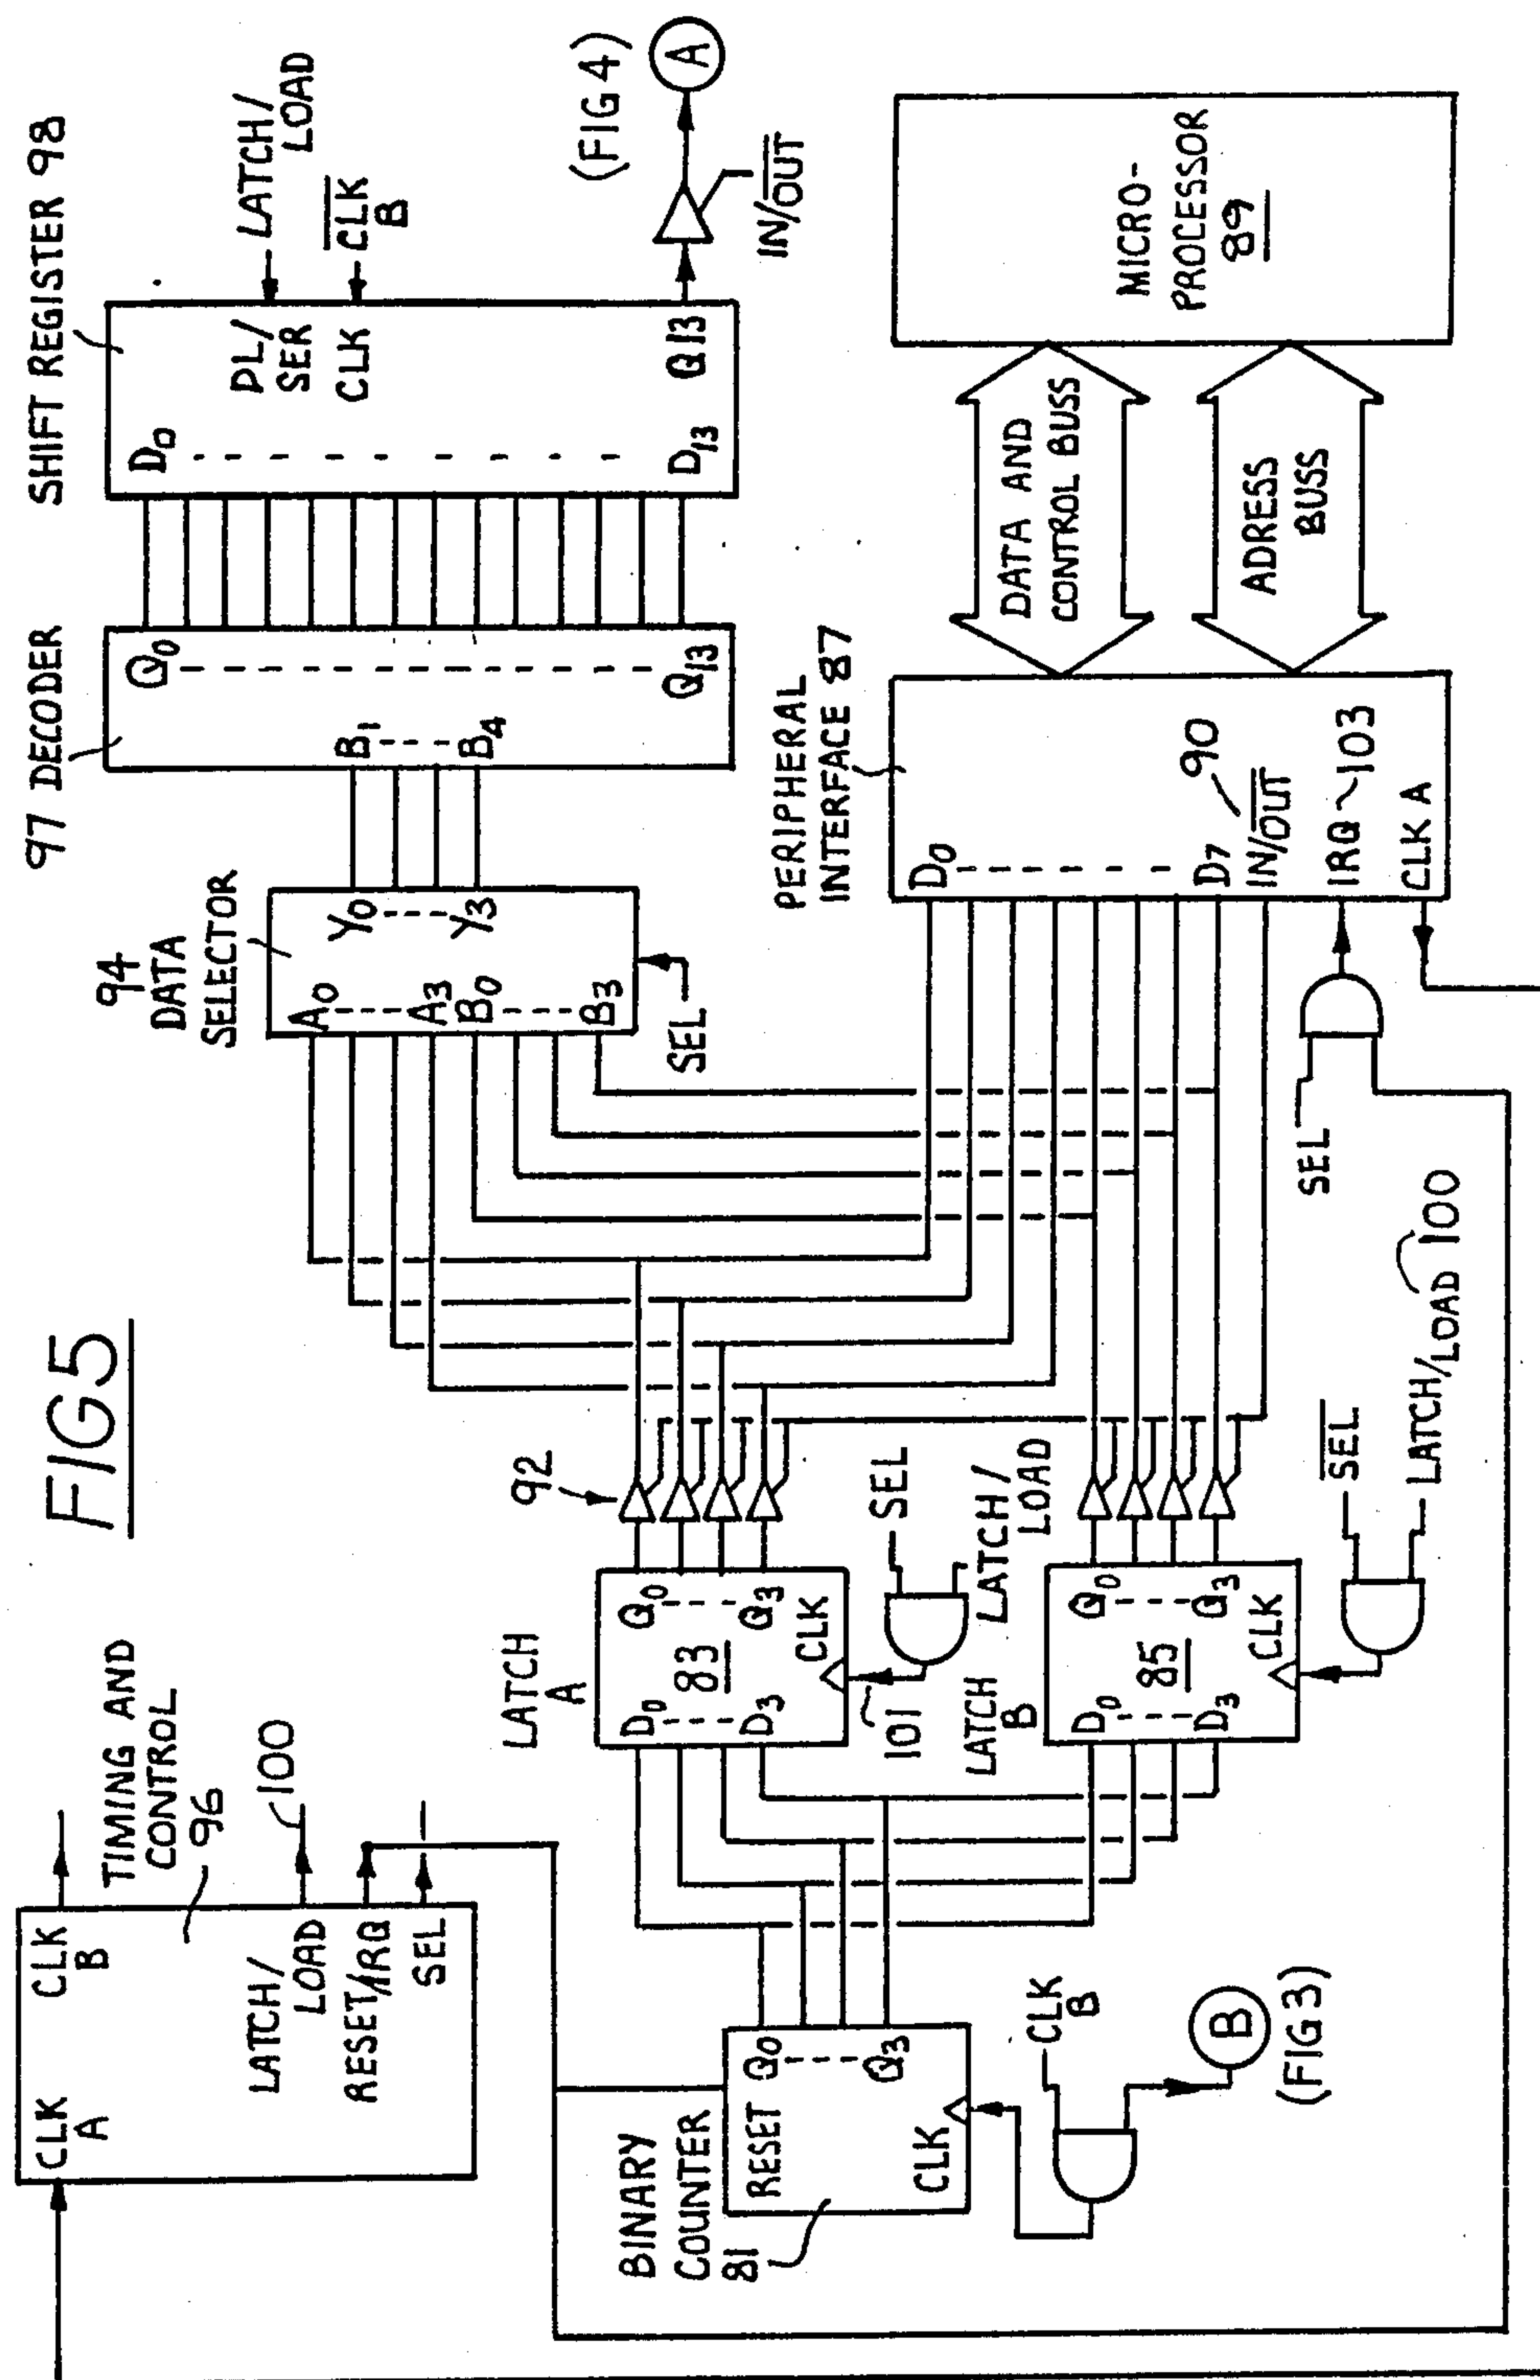 FIG 5
SHIFT REGISTER 98
97 DECODER
94
DATA
SELECTOR
TIMING AND
CONTROL
96
CLK
A
CLK
B
LATCH/
LOAD
RESET/IRQ
SEL
100
D0
D13
PL/
SER
CLK
Q13
LATCH/
LOAD
CLK
B
IN/OUT
(FIG 4)
A
Q0
Q13
B1
B4
A0
A3
B0
B3
Y0
Y3
SEL
92
LATCH
A
D0
D3
83
Q0
Q3
CLK
101
SEL
LATCH/
LOAD
LATCH
B
D0
D3
85
Q0
Q3
CLK
SEL
LATCH/LOAD 100
BINARY
COUNTER
81
RESET
Q0
Q3
CLK
CLK
B
B
(FIG 3)
PERIPHERAL
INTERFACE 87
D0
D7
90
IN/OUT
IRQ
103
CLK A
SEL
DATA AND
CONTROL BUSS
ADRESS
BUSS
MICRO-
PROCESSOR
89